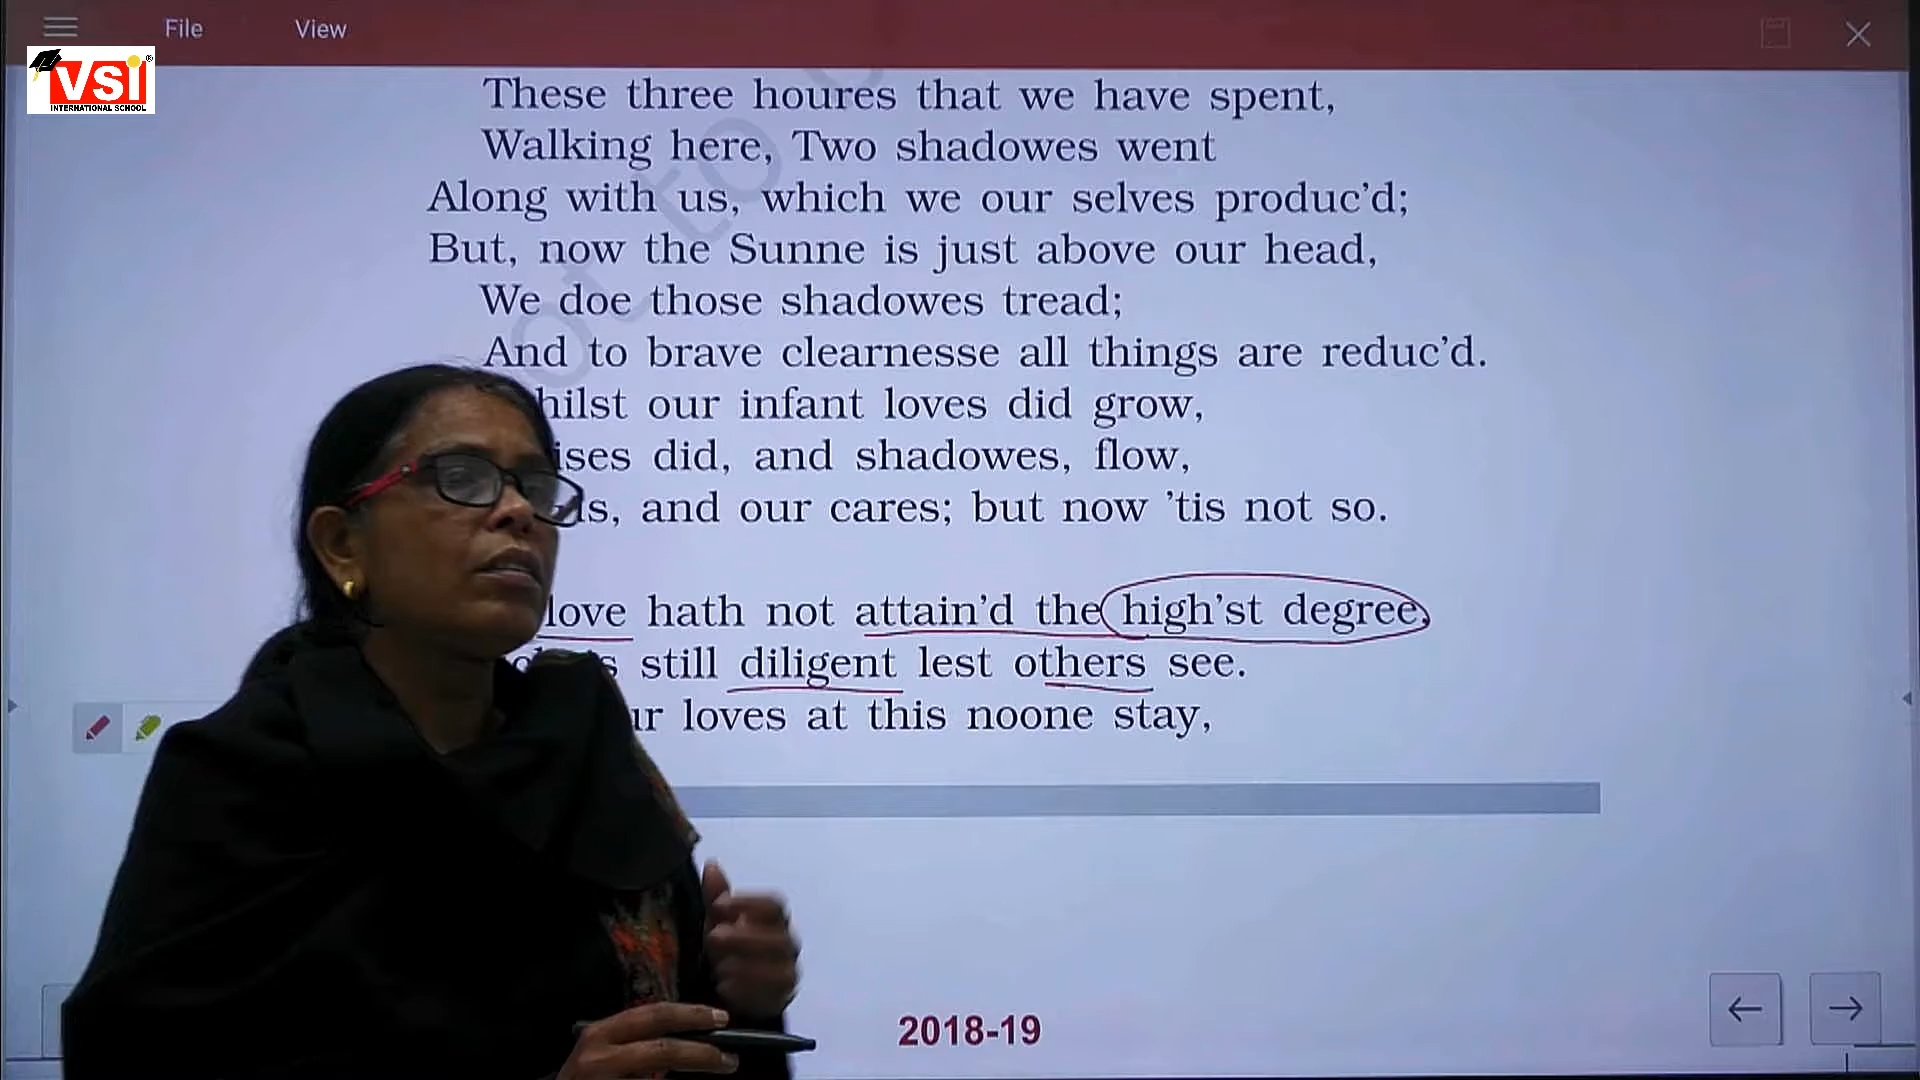 File View
VSI
INTERNATIONAL SCHOOL
These three houres that we have spent,
Walking here, Two shadowes went
Along with us, which we our selves produc’d;
But, now the Sunne is just above our head,
We doe those shadowes tread;
And to brave clearnesse all things are reduc’d.
our infant loves did grow,
did, and shadowes, flow,
and our cares; but now ’tis not so.
love hath not attain’d the high’st degree,
still diligent lest others see.
loves at this noone stay,
2018-19